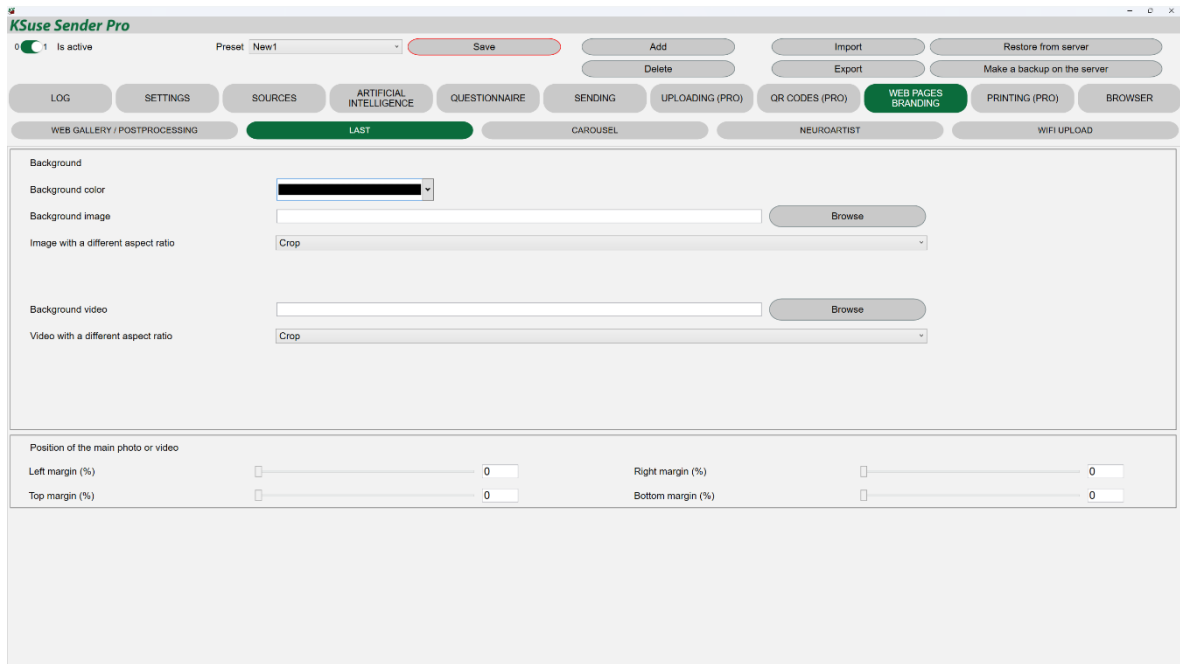 KSuse Sender Pro
0 1 Is active Preset New1 Save Add Import Restore from server
Delete Export Make a backup on the server
LOG SETTINGS SOURCES ARTIFICIAL INTELLIGENCE QUESTIONNAIRE SENDING UPLOADING (PRO) QR CODES (PRO) WEB PAGES BRANDING PRINTING (PRO) BROWSER
WEB GALLERY / POSTPROCESSING LAST CAROUSEL NEUROARTIST WIFI UPLOAD
Background
Background color
Background image Browse
Image with a different aspect ratio Crop
Background video Browse
Video with a different aspect ratio Crop
Position of the main photo or video
Left margin (%) 0 Right margin (%) 0
Top margin (%) 0 Bottom margin (%) 0